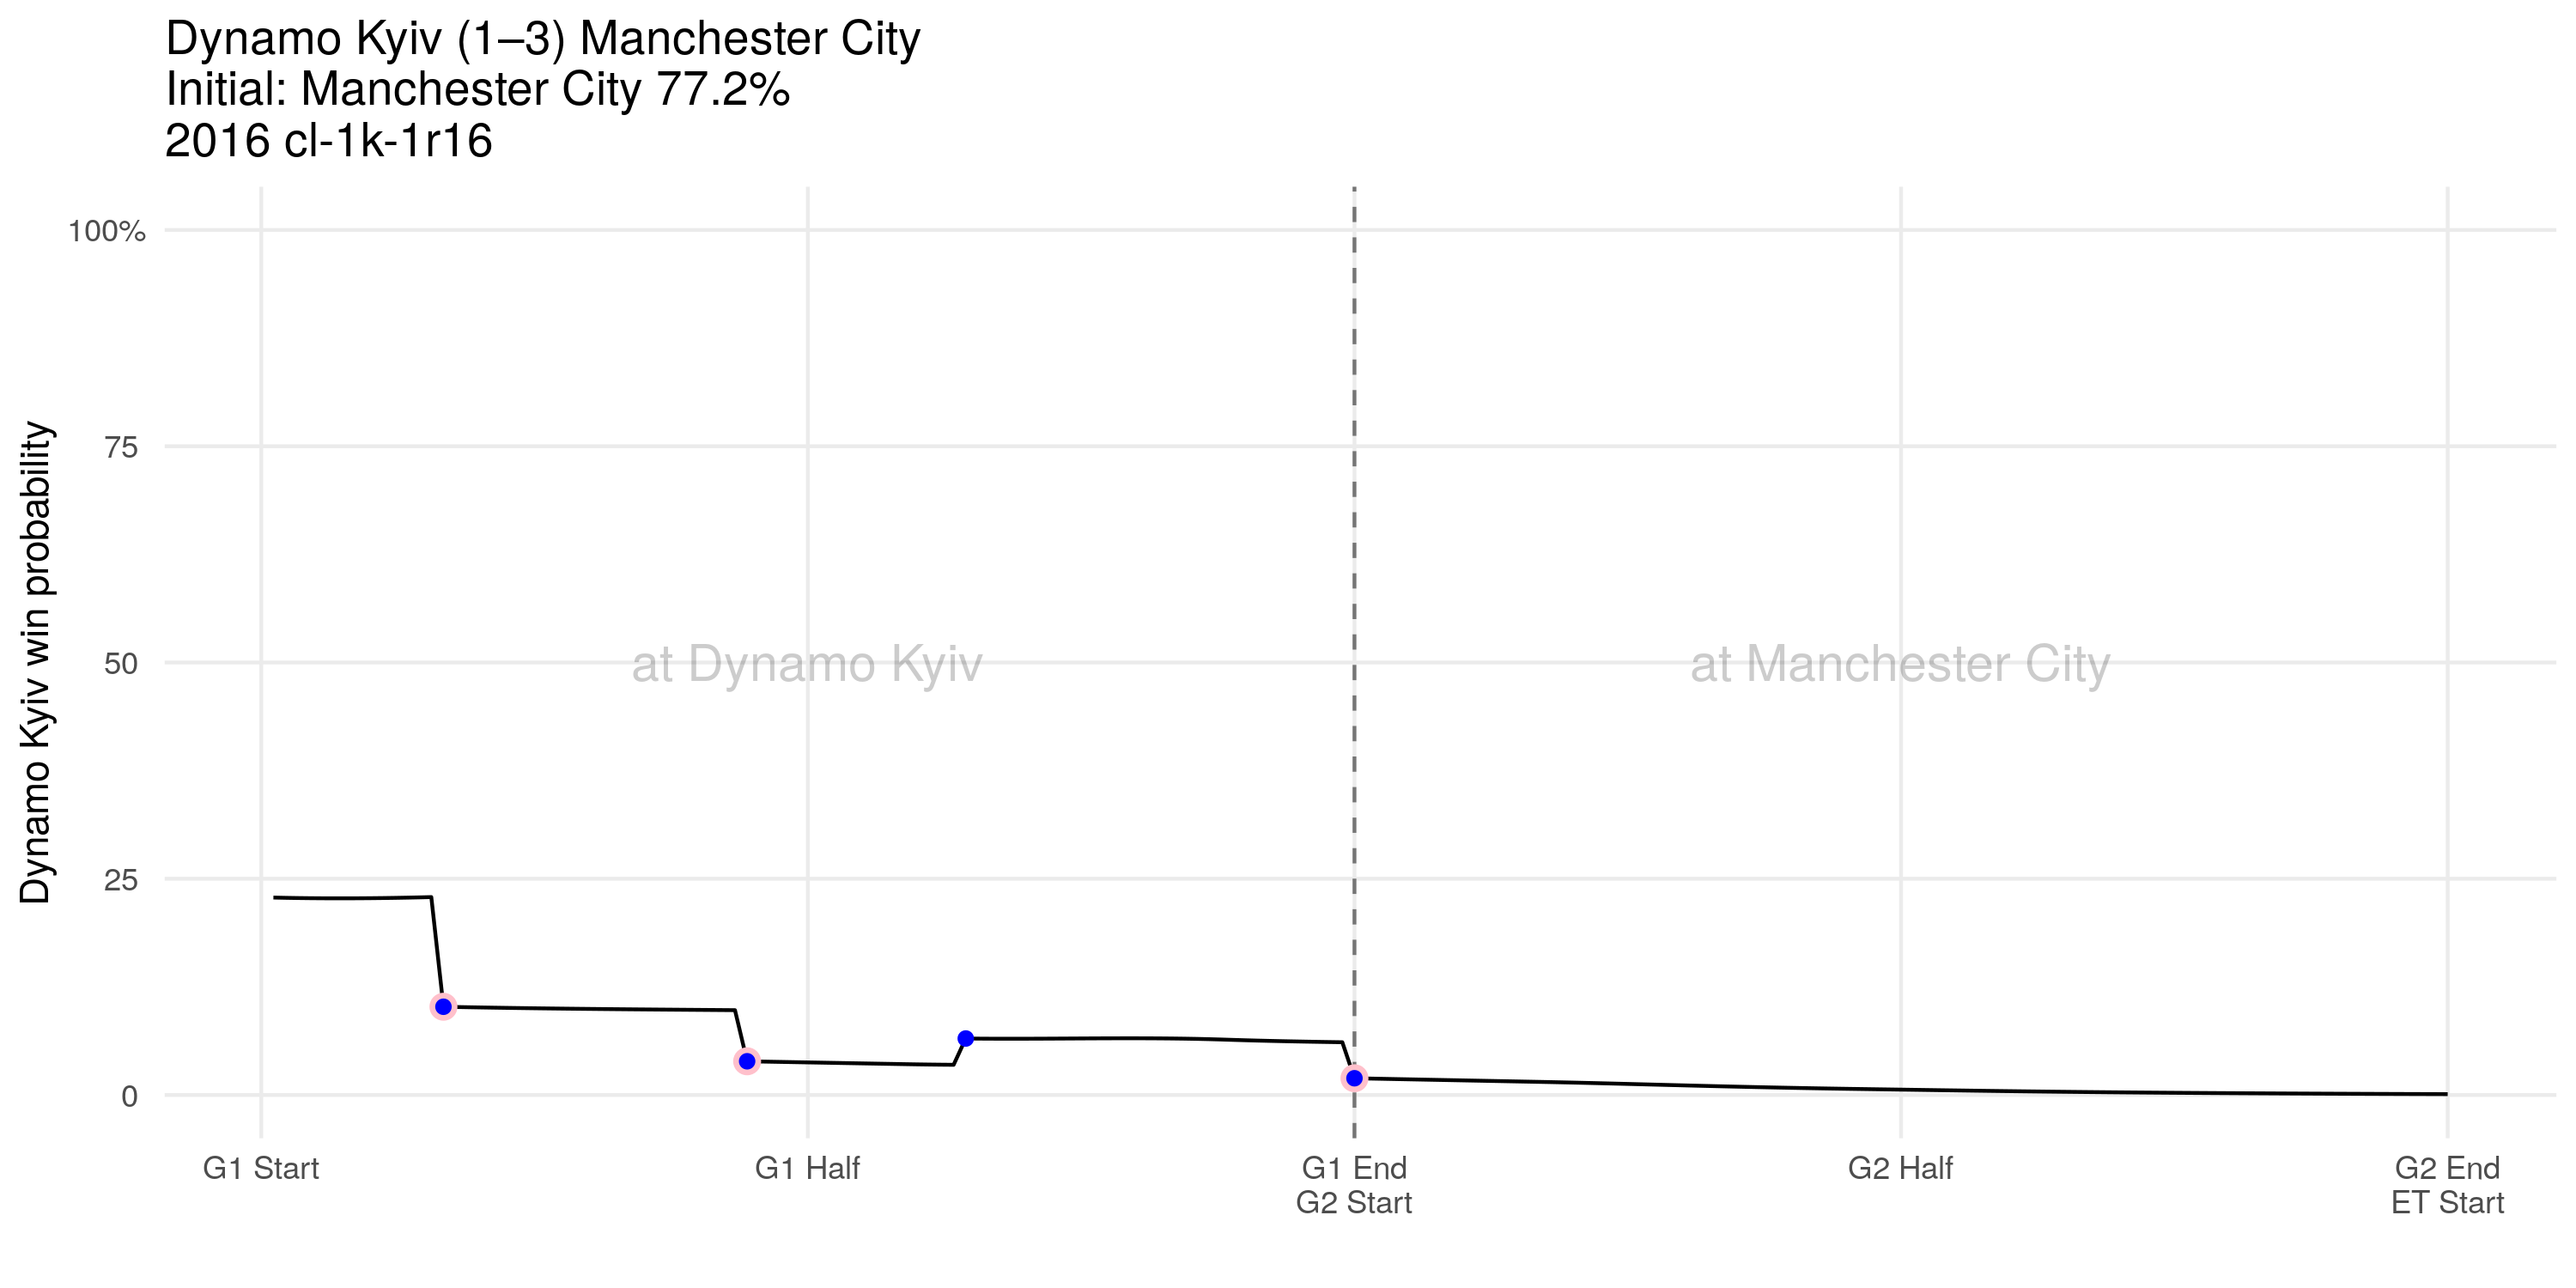 Dynamo Kyiv (1–3) Manchester City
Initial: Manchester City 77.2%
2016 cl-1k-1r16
Dynamo Kyiv win probability
100%
75
50
25
0
at Dynamo Kyiv
at Manchester City
G1 Start
G1 Half
G1 End
G2 Start
G2 Half
G2 End
ET Start